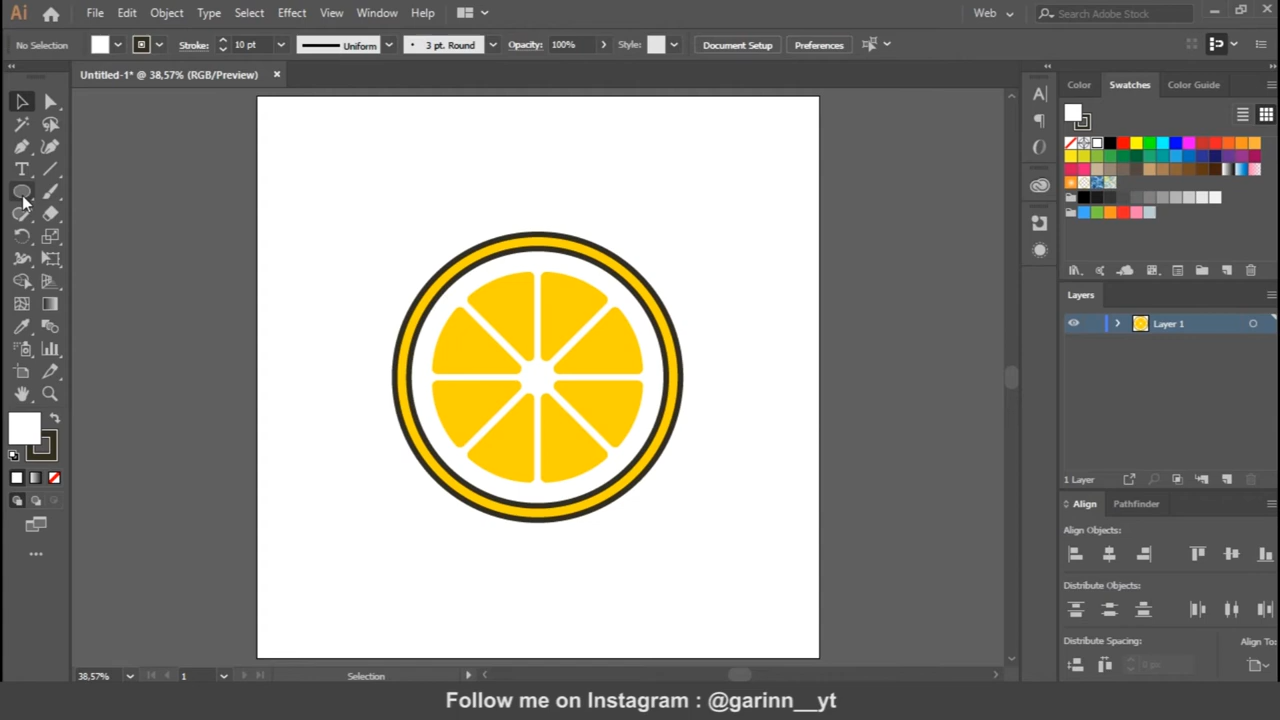 Ai File Edit Object Type Select Effect View Window Help Web Search Adobe Stock
No Selection Stroke: 10 pt Uniform 3 pt. Round Opacity: 100% Style: Document Setup Preferences
Untitled-1* @ 38,57% (RGB/Preview) ×
Color Swatches Color Guide
Layers
Layer 1
1 Layer
Align Pathfinder
Align Objects:
Distribute Objects:
Distribute Spacing: Align To:
0 px
38,57% 1 Selection
Follow me on Instagram : @garinn__yt